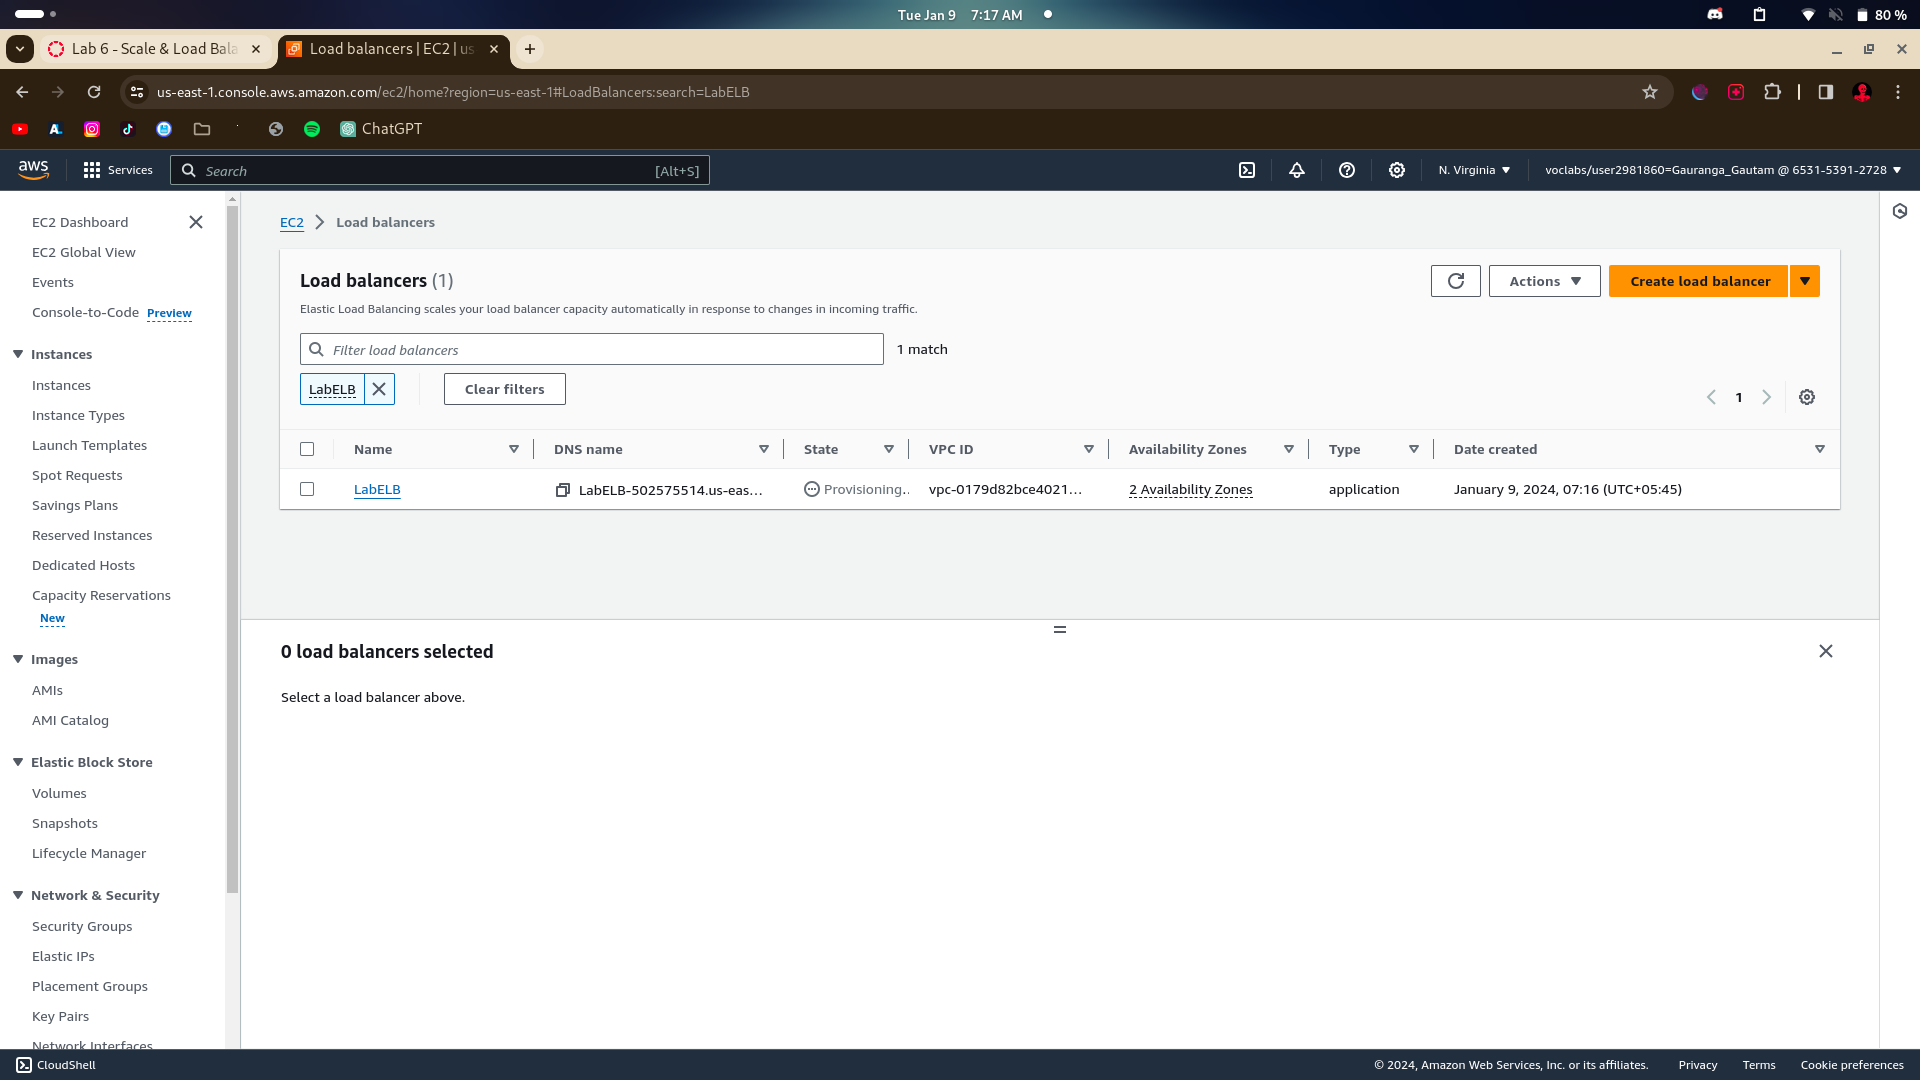 Tue Jan 9 7:17 AM
80 %
Lab 6 - Scale & Load Bala
Load balancers | EC2 | us
us-east-1.console.aws.amazon.com/ec2/home?region=us-east-1#LoadBalancers:search=LabELB
ChatGPT
aws
Services
Search
[Alt+S]
N. Virginia
voclabs/user2981860=Gauranga_Gautam @ 6531-5391-2728
EC2 Dashboard
EC2 Global View
Events
Console-to-Code Preview
Instances
Instances
Instance Types
Launch Templates
Spot Requests
Savings Plans
Reserved Instances
Dedicated Hosts
Capacity Reservations
New
Images
AMIs
AMI Catalog
Elastic Block Store
Volumes
Snapshots
Lifecycle Manager
Network & Security
Security Groups
Elastic IPs
Placement Groups
Key Pairs
Network Interfaces
EC2 Load balancers
Load balancers (1)
Elastic Load Balancing scales your load balancer capacity automatically in response to changes in incoming traffic.
Actions
Create load balancer
Filter load balancers
1 match
LabELB
Clear filters
1
Name DNS name State VPC ID Availability Zones Type Date created
LabELB LabELB-502575514.us-eas... Provisioning.. vpc-0179d82bce4021... 2 Availability Zones application January 9, 2024, 07:16 (UTC+05:45)
0 load balancers selected
Select a load balancer above.
CloudShell
© 2024, Amazon Web Services, Inc. or its affiliates. Privacy Terms Cookie preferences